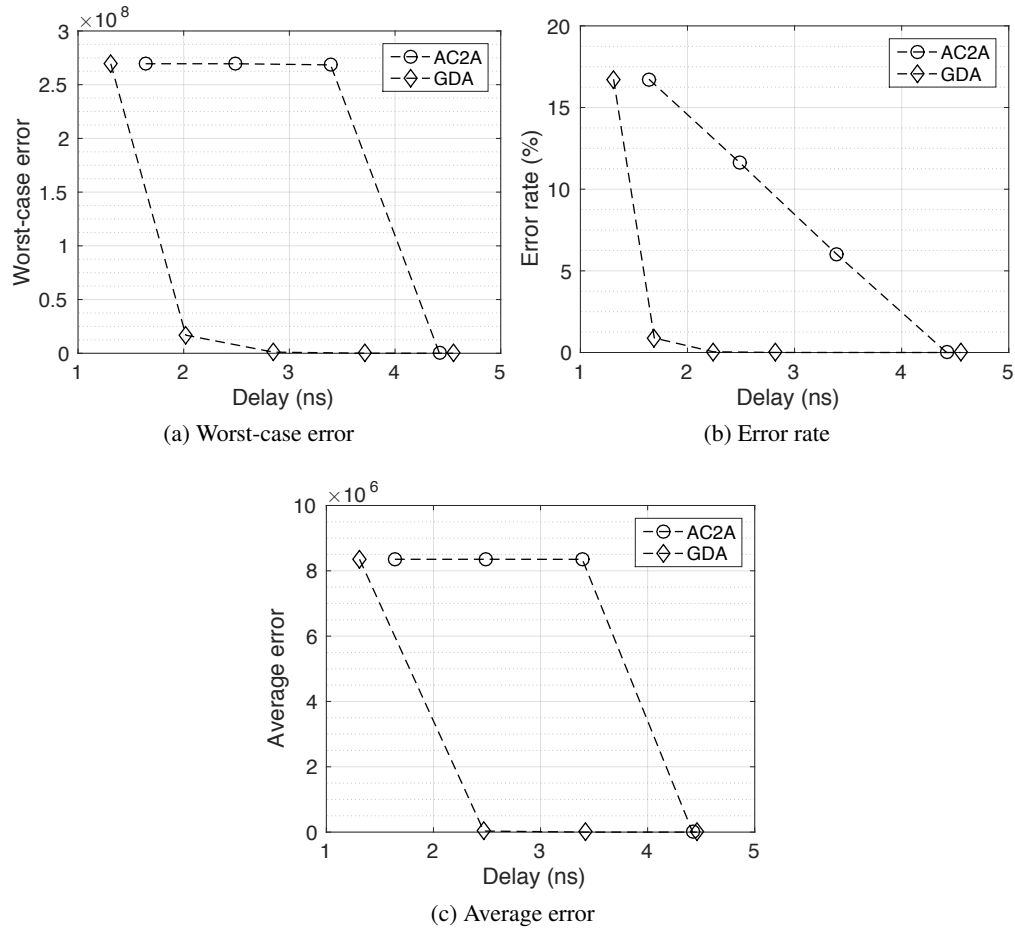 ×10 8
3
2.5
2
1.5
1
0.5
0
1 2 3 4 5
Worst-case error
Delay (ns)
AC2A
GDA
(a) Worst-case error
20
15
10
5
0
1 2 3 4 5
Error rate (%)
Delay (ns)
AC2A
GDA
(b) Error rate
×10 6
10
8
6
4
2
0
1 2 3 4 5
Average error
Delay (ns)
AC2A
GDA
(c) Average error